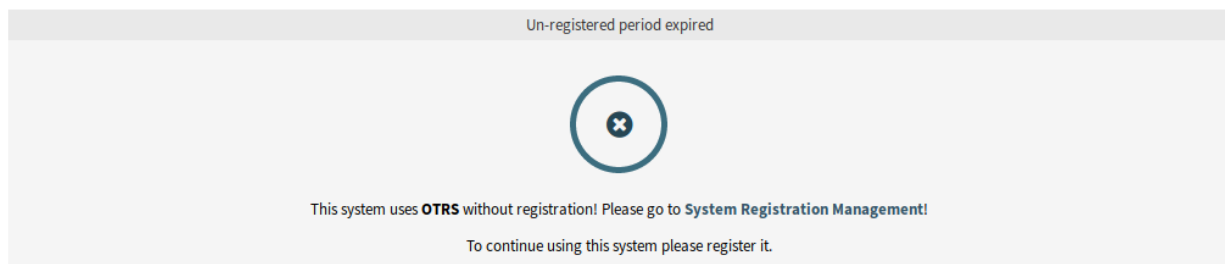 Un-registered period expired
This system uses OTRS without registration! Please go to System Registration Management!
To continue using this system please register it.